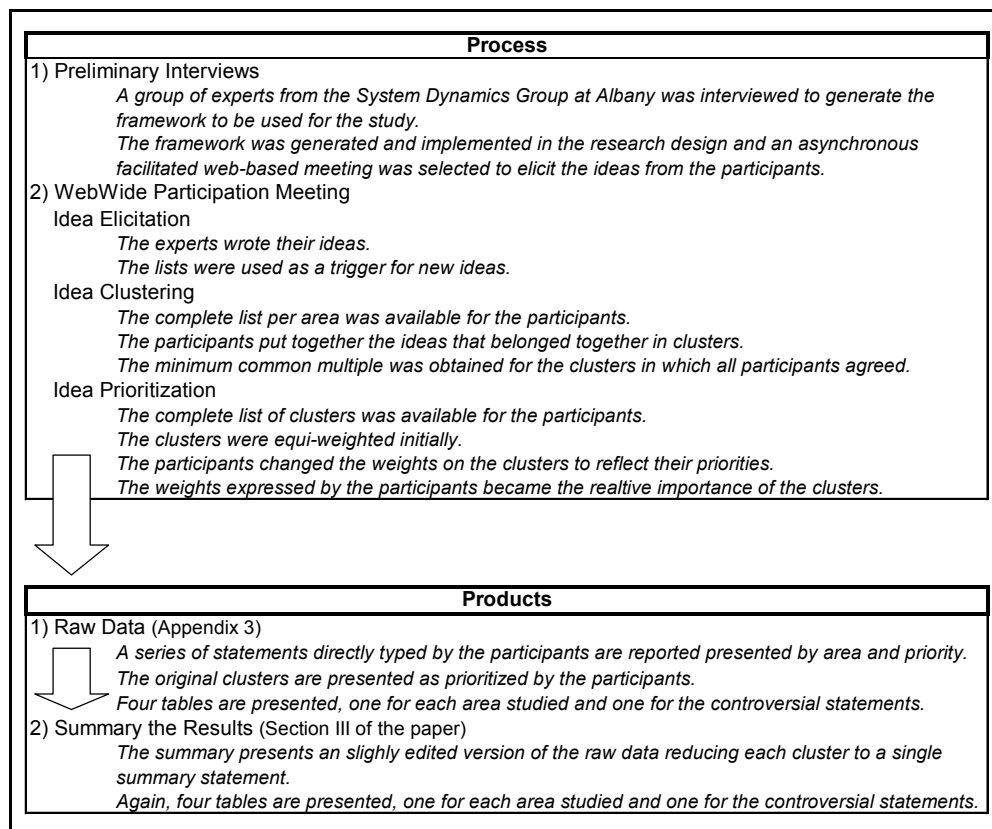 Process
1) Preliminary Interviews
A group of experts from the System Dynamics Group at Albany was interviewed to generate the
framework to be used for the study.
The framework was generated and implemented in the research design and an asynchronous
facilitated web-based meeting was selected to elicit the ideas from the participants.
2) WebWide Participation Meeting
Idea Elicitation
The experts wrote their ideas.
The lists were used as a trigger for new ideas.
Idea Clustering
The complete list per area was available for the participants.
The participants put together the ideas that belonged together in clusters.
The minimum common multiple was obtained for the clusters in which all participants agreed.
Idea Prioritization
The complete list of clusters was available for the participants.
The clusters were equi-weighted initially.
The participants changed the weights on the clusters to reflect their priorities.
The weights expressed by the participants became the realtive importance of the clusters.
Products
1) Raw Data (Appendix 3)
A series of statements directly typed by the participants are reported presented by area and priority.
The original clusters are presented as prioritized by the participants.
Four tables are presented, one for each area studied and one for the controversial statements.
2) Summary the Results (Section III of the paper)
The summary presents an slighly edited version of the raw data reducing each cluster to a single
summary statement.
Again, four tables are presented, one for each area studied and one for the controversial statements.